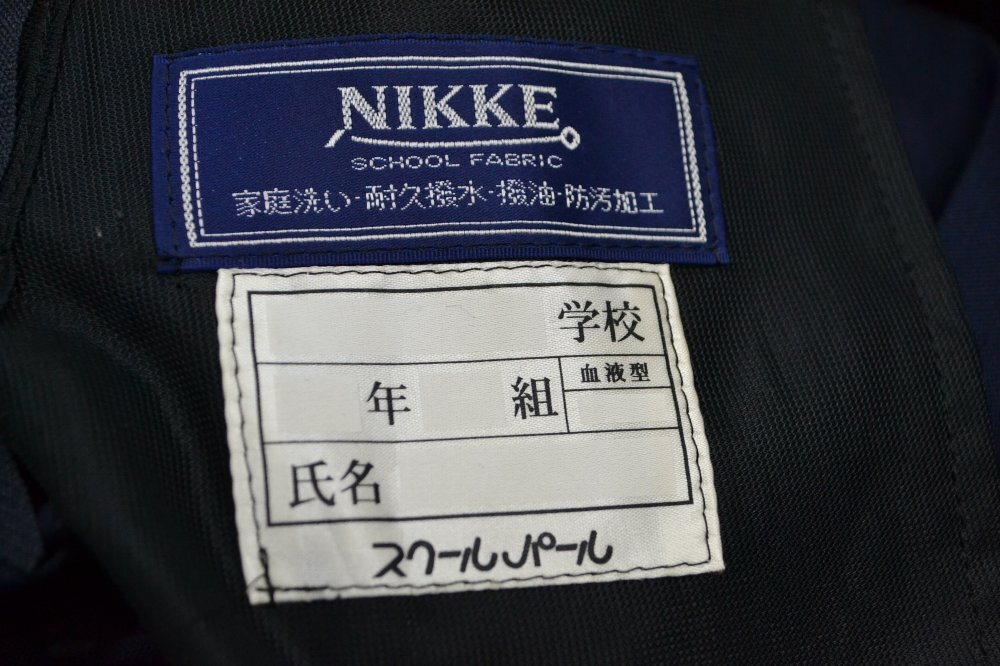 NIKKE
SCHOOL FABRIC
家庭洗い・耐久撥水・撥油・防汚加工
学校
年 組 血液型
氏名
スクールパール